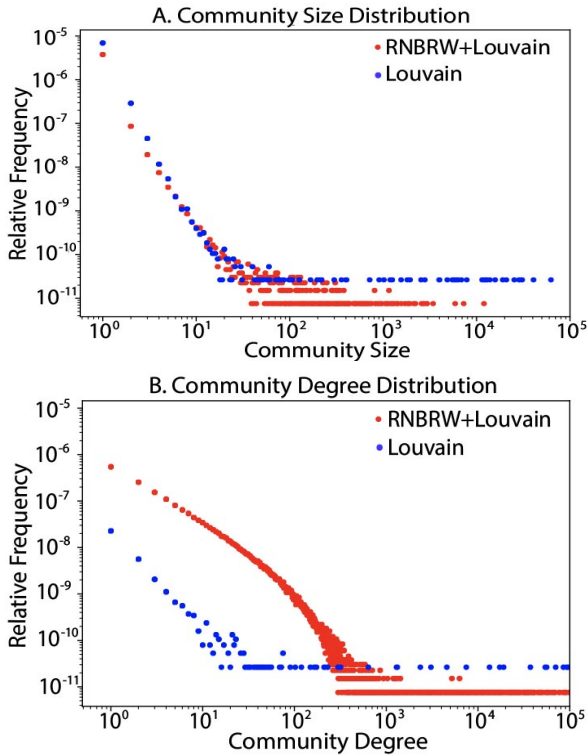 A. Community Size Distribution
10^-5
10^-6
10^-7
10^-8
10^-9
10^-10
10^-11
Relative Frequency
RNBRW+Louvain
Louvain
10^0
10^1
10^2
10^3
10^4
10^5
Community Size
B. Community Degree Distribution
10^-5
10^-6
10^-7
10^-8
10^-9
10^-10
10^-11
Relative Frequency
RNBRW+Louvain
Louvain
10^0
10^1
10^2
10^3
10^4
10^5
Community Degree